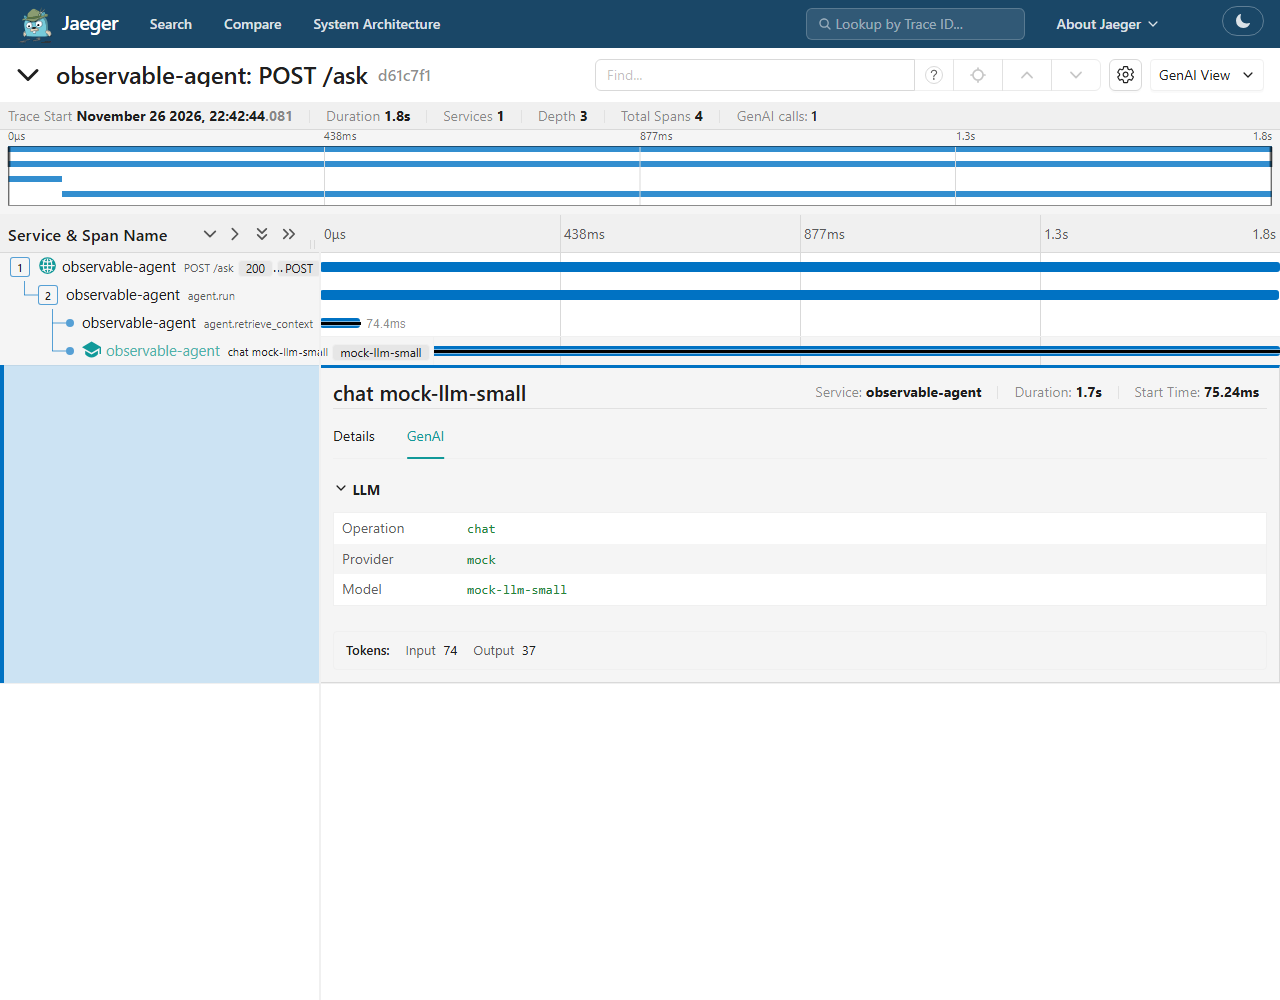 Jaeger Search Compare System Architecture Lookup by Trace ID... About Jaeger
observable-agent: POST /ask d61c7f1 Find... ? GenAI View
Trace Start November 26 2026, 22:42:44.081 Duration 1.8s Services 1 Depth 3 Total Spans 4 GenAI calls: 1
0μs 438ms 877ms 1.3s 1.8s
Service & Span Name 0μs 438ms 877ms 1.3s 1.8s
1 observable-agent POST /ask 200 ... POST
2 observable-agent agent.run
observable-agent agent.retrieve_context 74.4ms
observable-agent chat mock-llm-small mock-llm-small
chat mock-llm-small Service: observable-agent Duration: 1.7s Start Time: 75.24ms
Details GenAI
LLM
Operation chat
Provider mock
Model mock-llm-small
Tokens: Input 74 Output 37